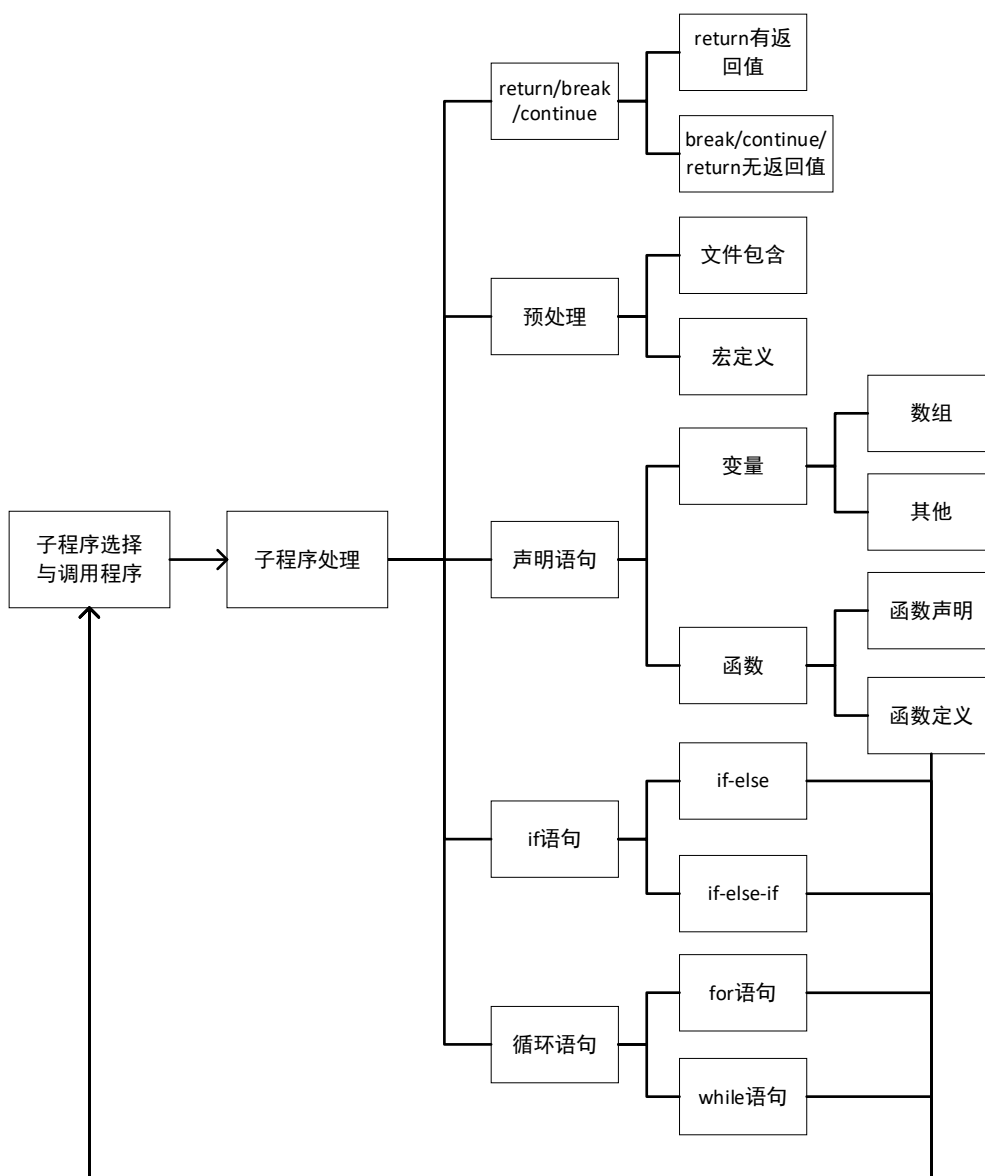 return有返
回值
return/break
/continue
break/continue/
return无返回值
文件包含
预处理
宏定义
数组
变量
其他
子程序选择
与调用程序
子程序处理
声明语句
函数声明
函数
函数定义
if-else
if语句
if-else-if
for语句
循环语句
while语句